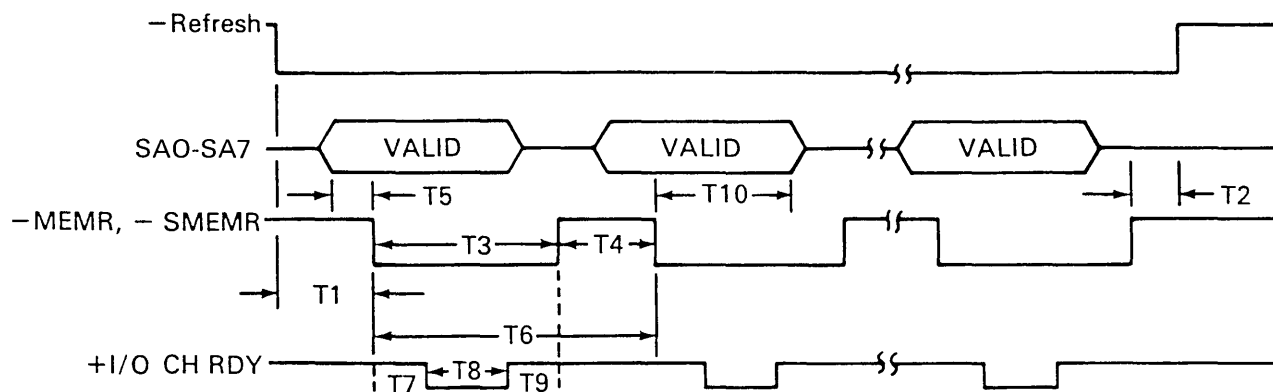 −Refresh
SAO-SA7 VALID VALID VALID
T5 T10 T2
−MEMR, − SMEMR
T3 T4
T1
T6
+I/O CH RDY
T7 T8 T9